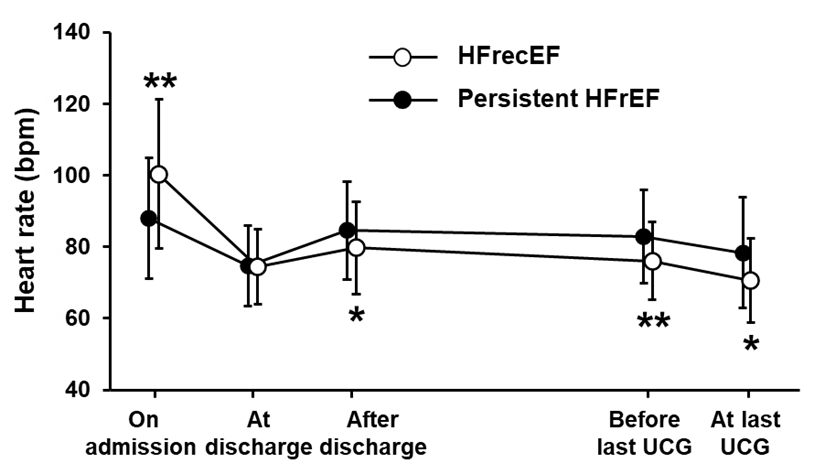 140
120
100
80
60
40
Heart rate (bpm)
HFrecEF
Persistent HFrEF
**
*
**
*
On admission
At discharge
After discharge
Before last UCG
At last UCG